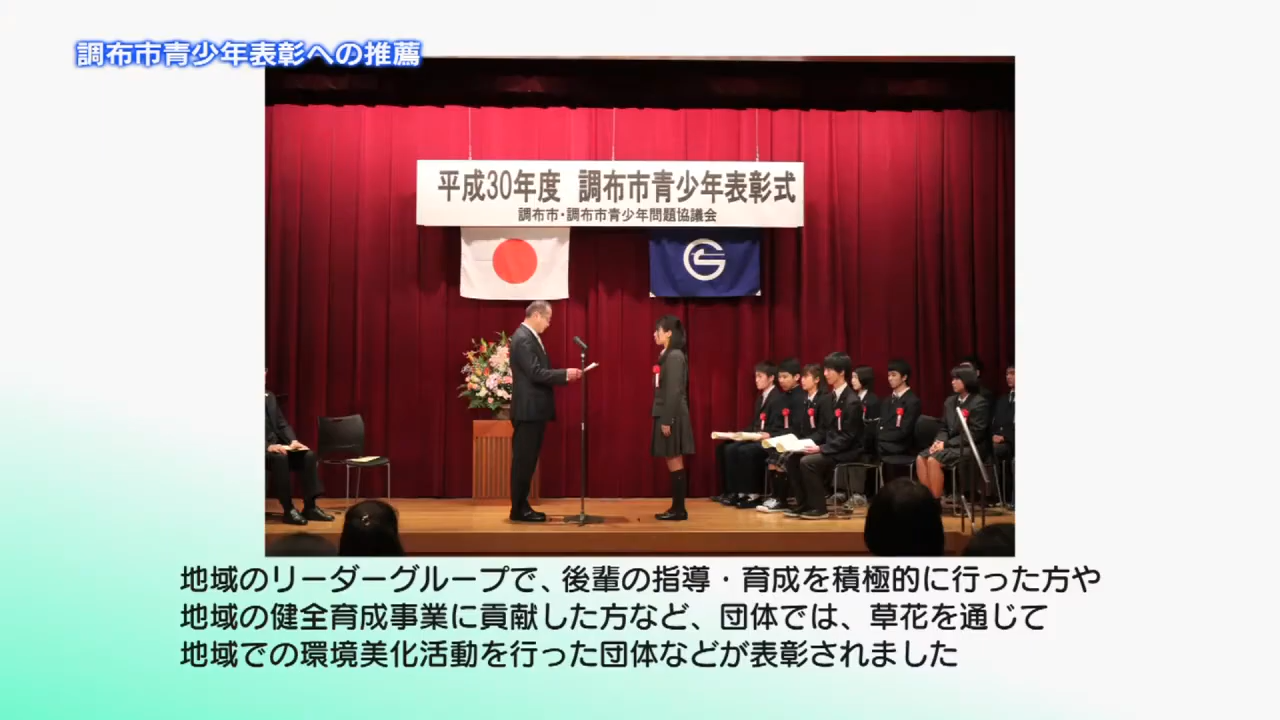 調布市青少年表彰への推薦
平成30年度 調布市青少年表彰式
調布市・調布市青少年問題協議会
地域のリーダーグループで、後輩の指導・育成を積極的に行った方や
地域の健全育成事業に貢献した方など、団体では、草花を通じて
地域での環境美化活動を行った団体などが表彰されました